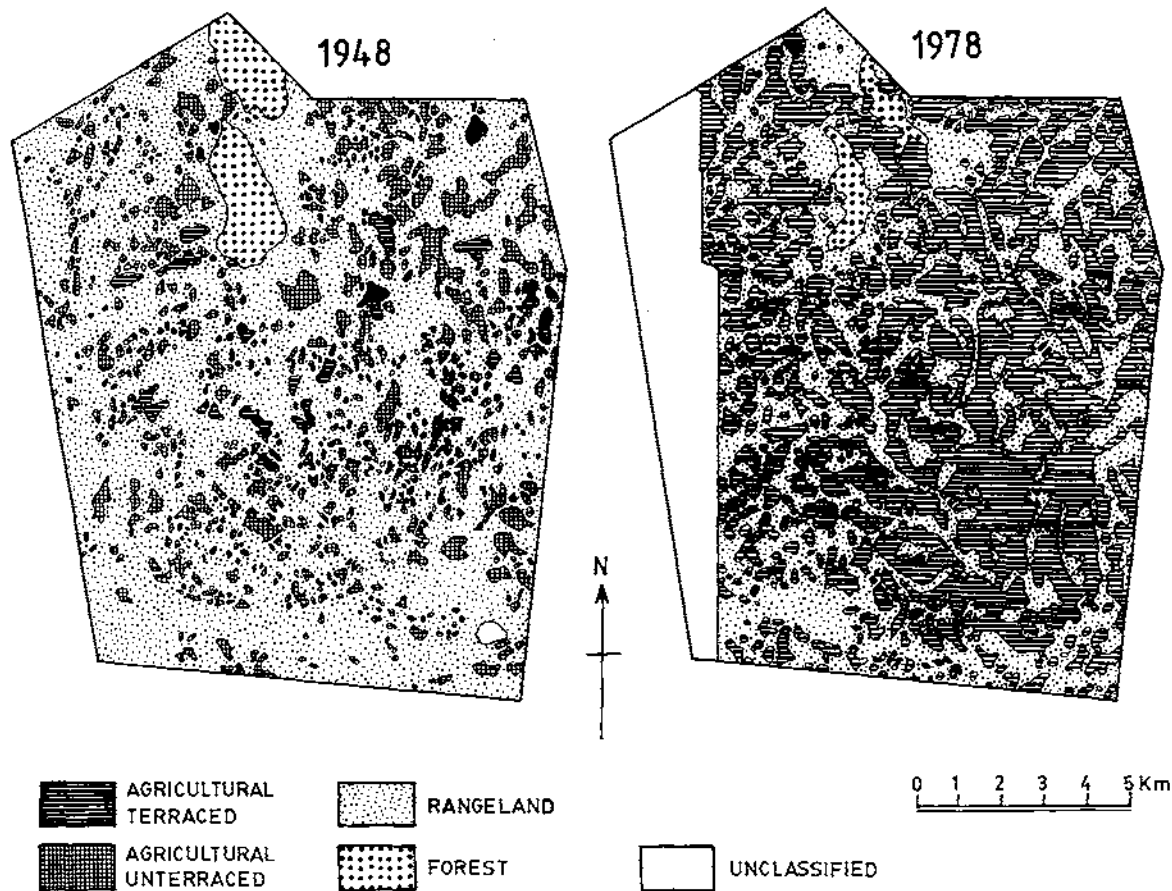 1948
1978
N
AGRICULTURAL
TERRACED
RANGELAND
0 1 2 3 4 5 Km
AGRICULTURAL
UNTERRACED
FOREST
UNCLASSIFIED